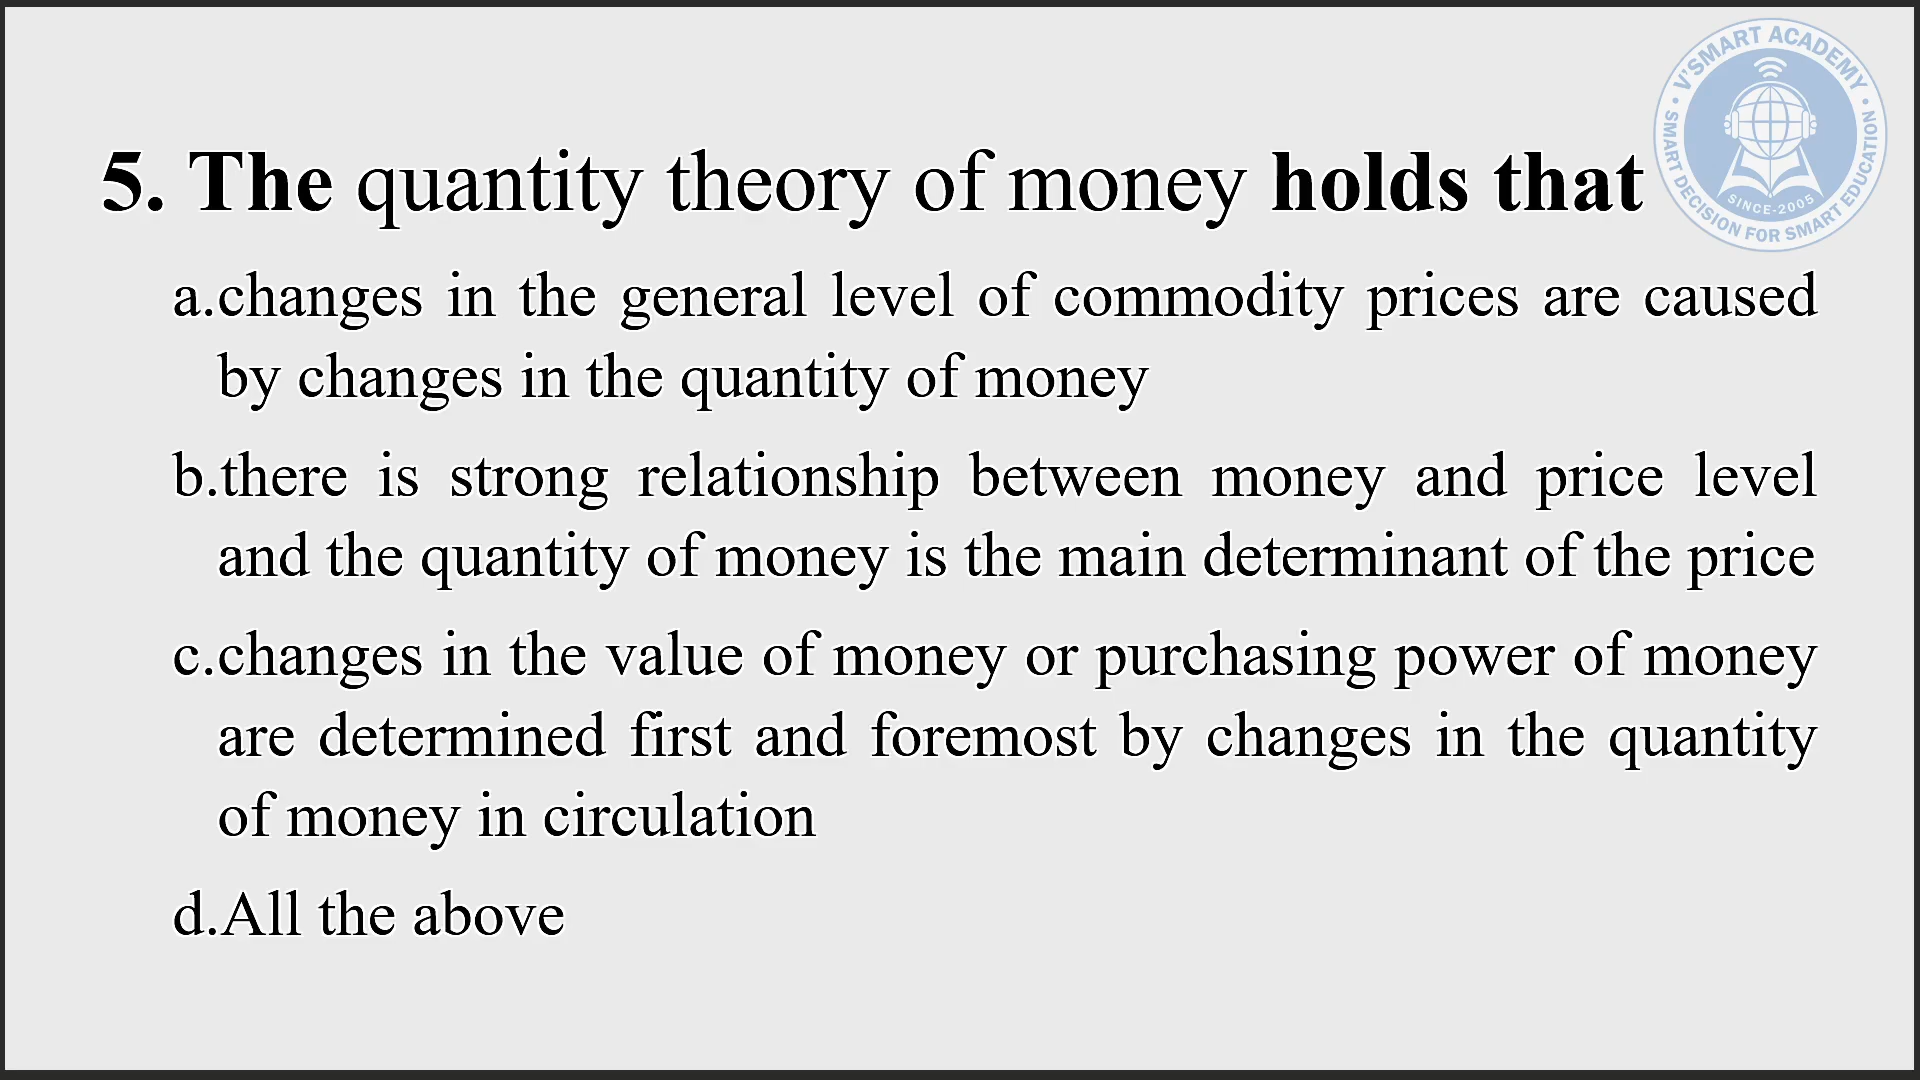 V'SMART ACADEMY
SMART DECISION FOR SMART EDUCATION
SINCE-2005
5. The quantity theory of money holds that
a.changes in the general level of commodity prices are caused
by changes in the quantity of money
b.there is strong relationship between money and price level
and the quantity of money is the main determinant of the price
c.changes in the value of money or purchasing power of money
are determined first and foremost by changes in the quantity
of money in circulation
d.All the above